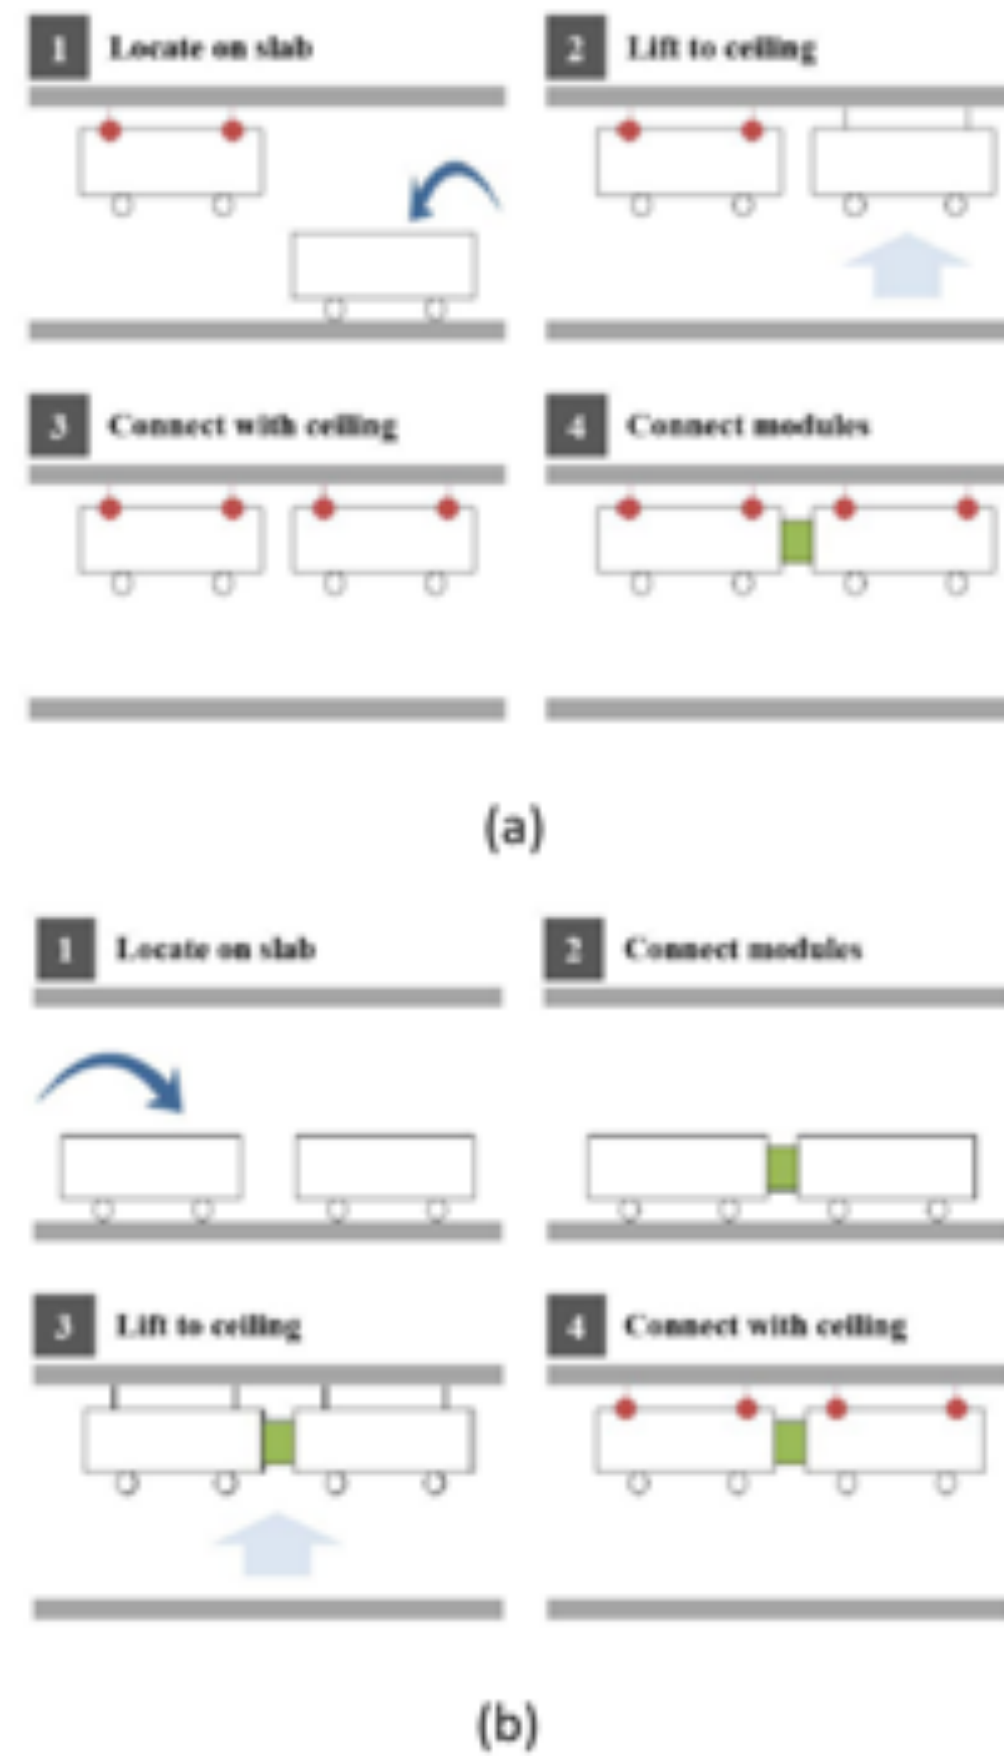 1 Locate on slab
2 Lift to ceiling
3 Connect with ceiling
4 Connect modules
(a)
1 Locate on slab
2 Connect modules
3 Lift to ceiling
4 Connect with ceiling
(b)